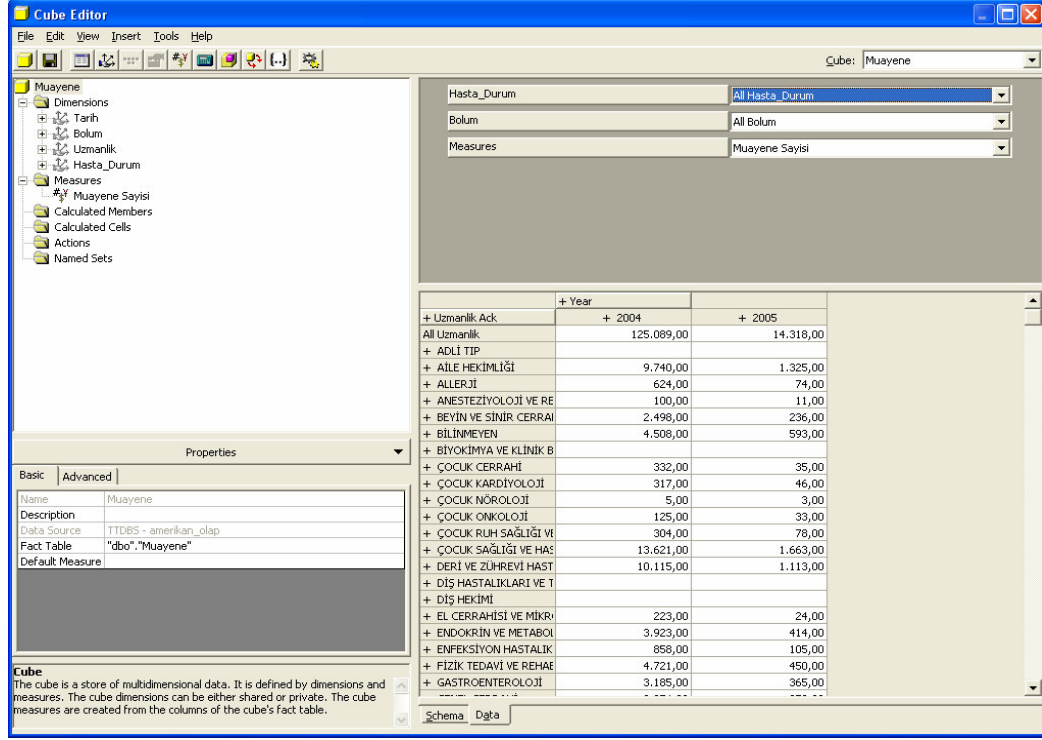 Cube Editor
File Edit View Insert Tools Help
Cube: Muayene
Muayene
Dimensions
Tarih
Bolum
Uzmanlik
Hasta_Durum
Measures
Muayene Sayisi
Calculated Members
Calculated Cells
Actions
Named Sets
Properties
Basic Advanced
Name Muayene
Description
Data Source TTDBS - amerikan_olap
Fact Table "dbo"."Muayene"
Default Measure
Cube
The cube is a store of multidimensional data. It is defined by dimensions and
measures. The cube dimensions can be either shared or private. The cube
measures are created from the columns of the cube's fact table.
Hasta_Durum All Hasta_Durum
Bolum All Bolum
Measures Muayene Sayisi
+ Year
+ Uzmanlik Ack + 2004 + 2005
All Uzmanlik 125.089,00 14.318,00
+ ADLİ TIP
+ AİLE HEKİMLİĞİ 9.740,00 1.325,00
+ ALLERJİ 624,00 74,00
+ ANESTEZİYOLOJİ VE RE 100,00 11,00
+ BEYİN VE SİNİR CERRAI 2.498,00 236,00
+ BİLİNMEYEN 4.508,00 593,00
+ BİYOKİMYA VE KLİNİK B
+ ÇOCUK CERRAHİ 332,00 35,00
+ ÇOCUK KARDİYOLOJİ 317,00 46,00
+ ÇOCUK NÖROLOJİ 5,00 3,00
+ ÇOCUK ONKOLOJİ 125,00 33,00
+ ÇOCUK RUH SAĞLIĞI VE 304,00 78,00
+ ÇOCUK SAĞLIĞI VE HAS 13.621,00 1.663,00
+ DERİ VE ZÜHREVİ HAST 10.115,00 1.113,00
+ DİŞ HASTALIKLARI VE T
+ DİŞ HEKİMİ
+ EL CERRAHİSİ VE MİKR 223,00 24,00
+ ENDOKRİN VE METABOL 3.923,00 414,00
+ ENFEKSİYON HASTALIK 858,00 105,00
+ FİZİK TEDAVİ VE REHAB 4.721,00 450,00
+ GASTROENTEROLOJİ 3.185,00 365,00
Schema Data